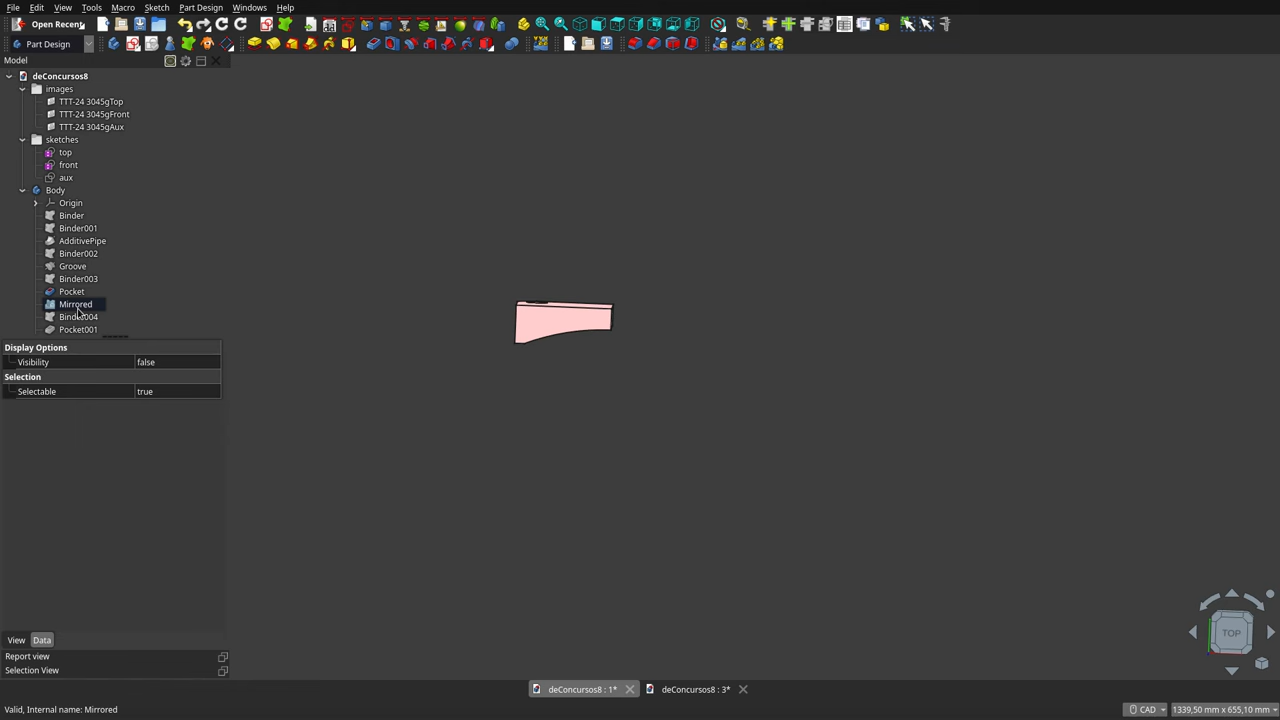 File Edit View Tools Macro Sketch Part Design Windows Help
Open Recent
Part Design
Model
deConcursos8
images
TTT-24 3045gTop
TTT-24 3045gFront
TTT-24 3045gAux
sketches
top
front
aux
Body
Origin
Binder
Binder001
AdditivePipe
Binder002
Groove
Binder003
Pocket
Mirrored
Binder004
Pocket001
Display Options
Visibility false
Selection
Selectable true
TOP
View Data
Report view
Selection View
deConcursos8 : 1* deConcursos8 : 3*
Valid, Internal name: Mirrored CAD 1339,50 mm x 655,10 mm